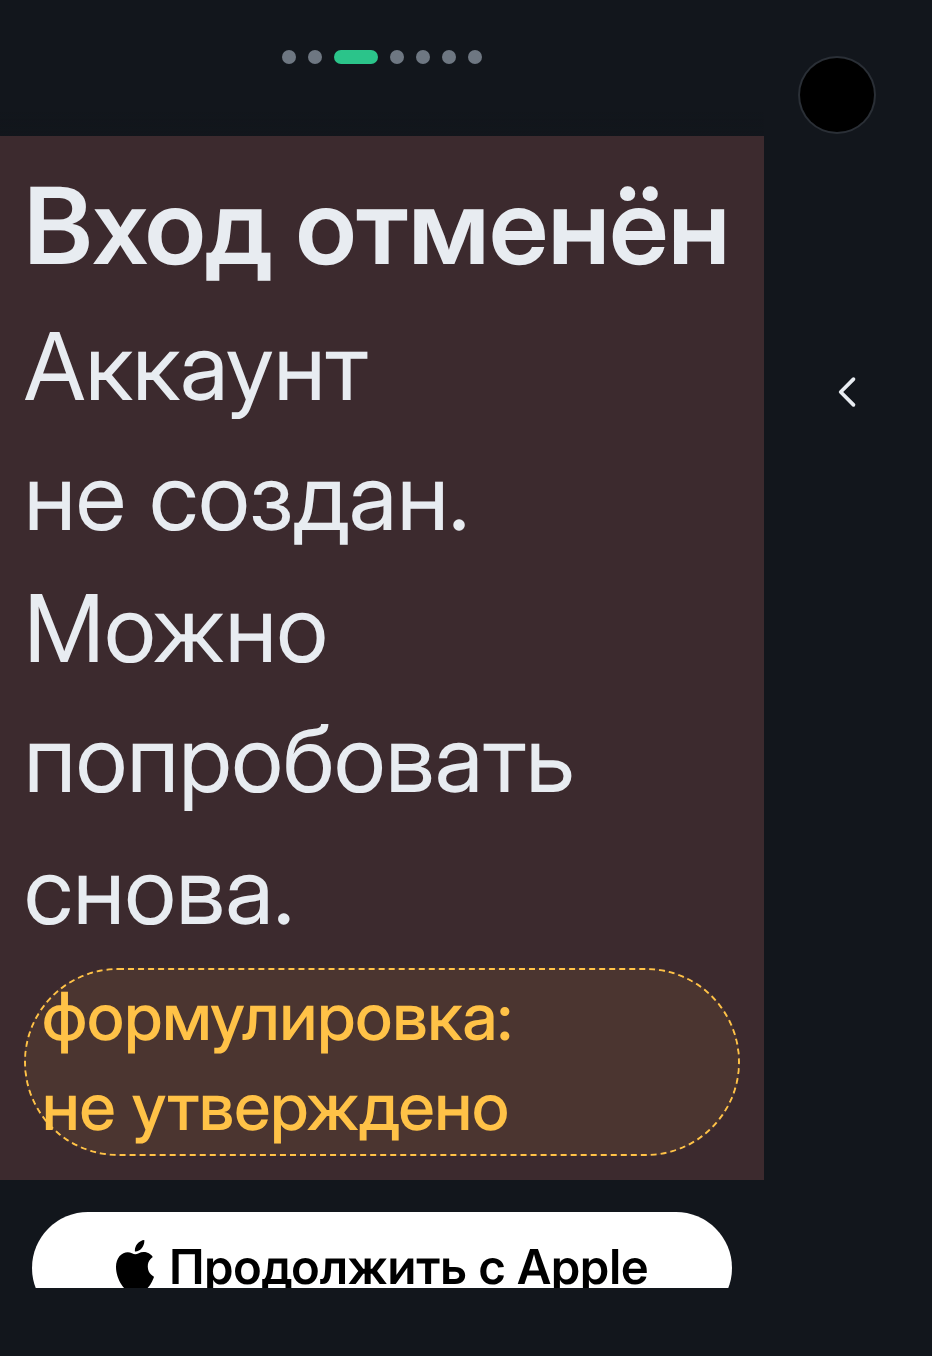 Вход отменён
Аккаунт
не создан.
Можно
попробовать
снова.
формулировка:
не утверждено
Продолжить с Apple